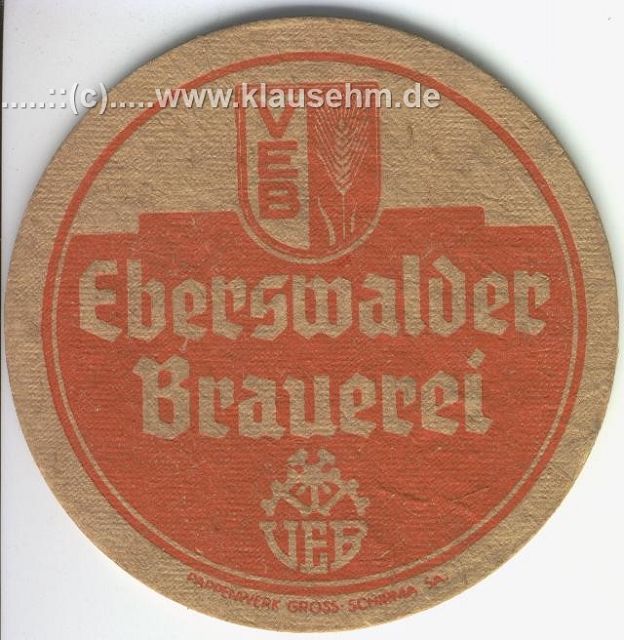 .....::(c).....www.klausehm.de
VEB
Eberswalder
Brauerei
VEB
PAPPENWERK GROSS-SCHIRMA SA.